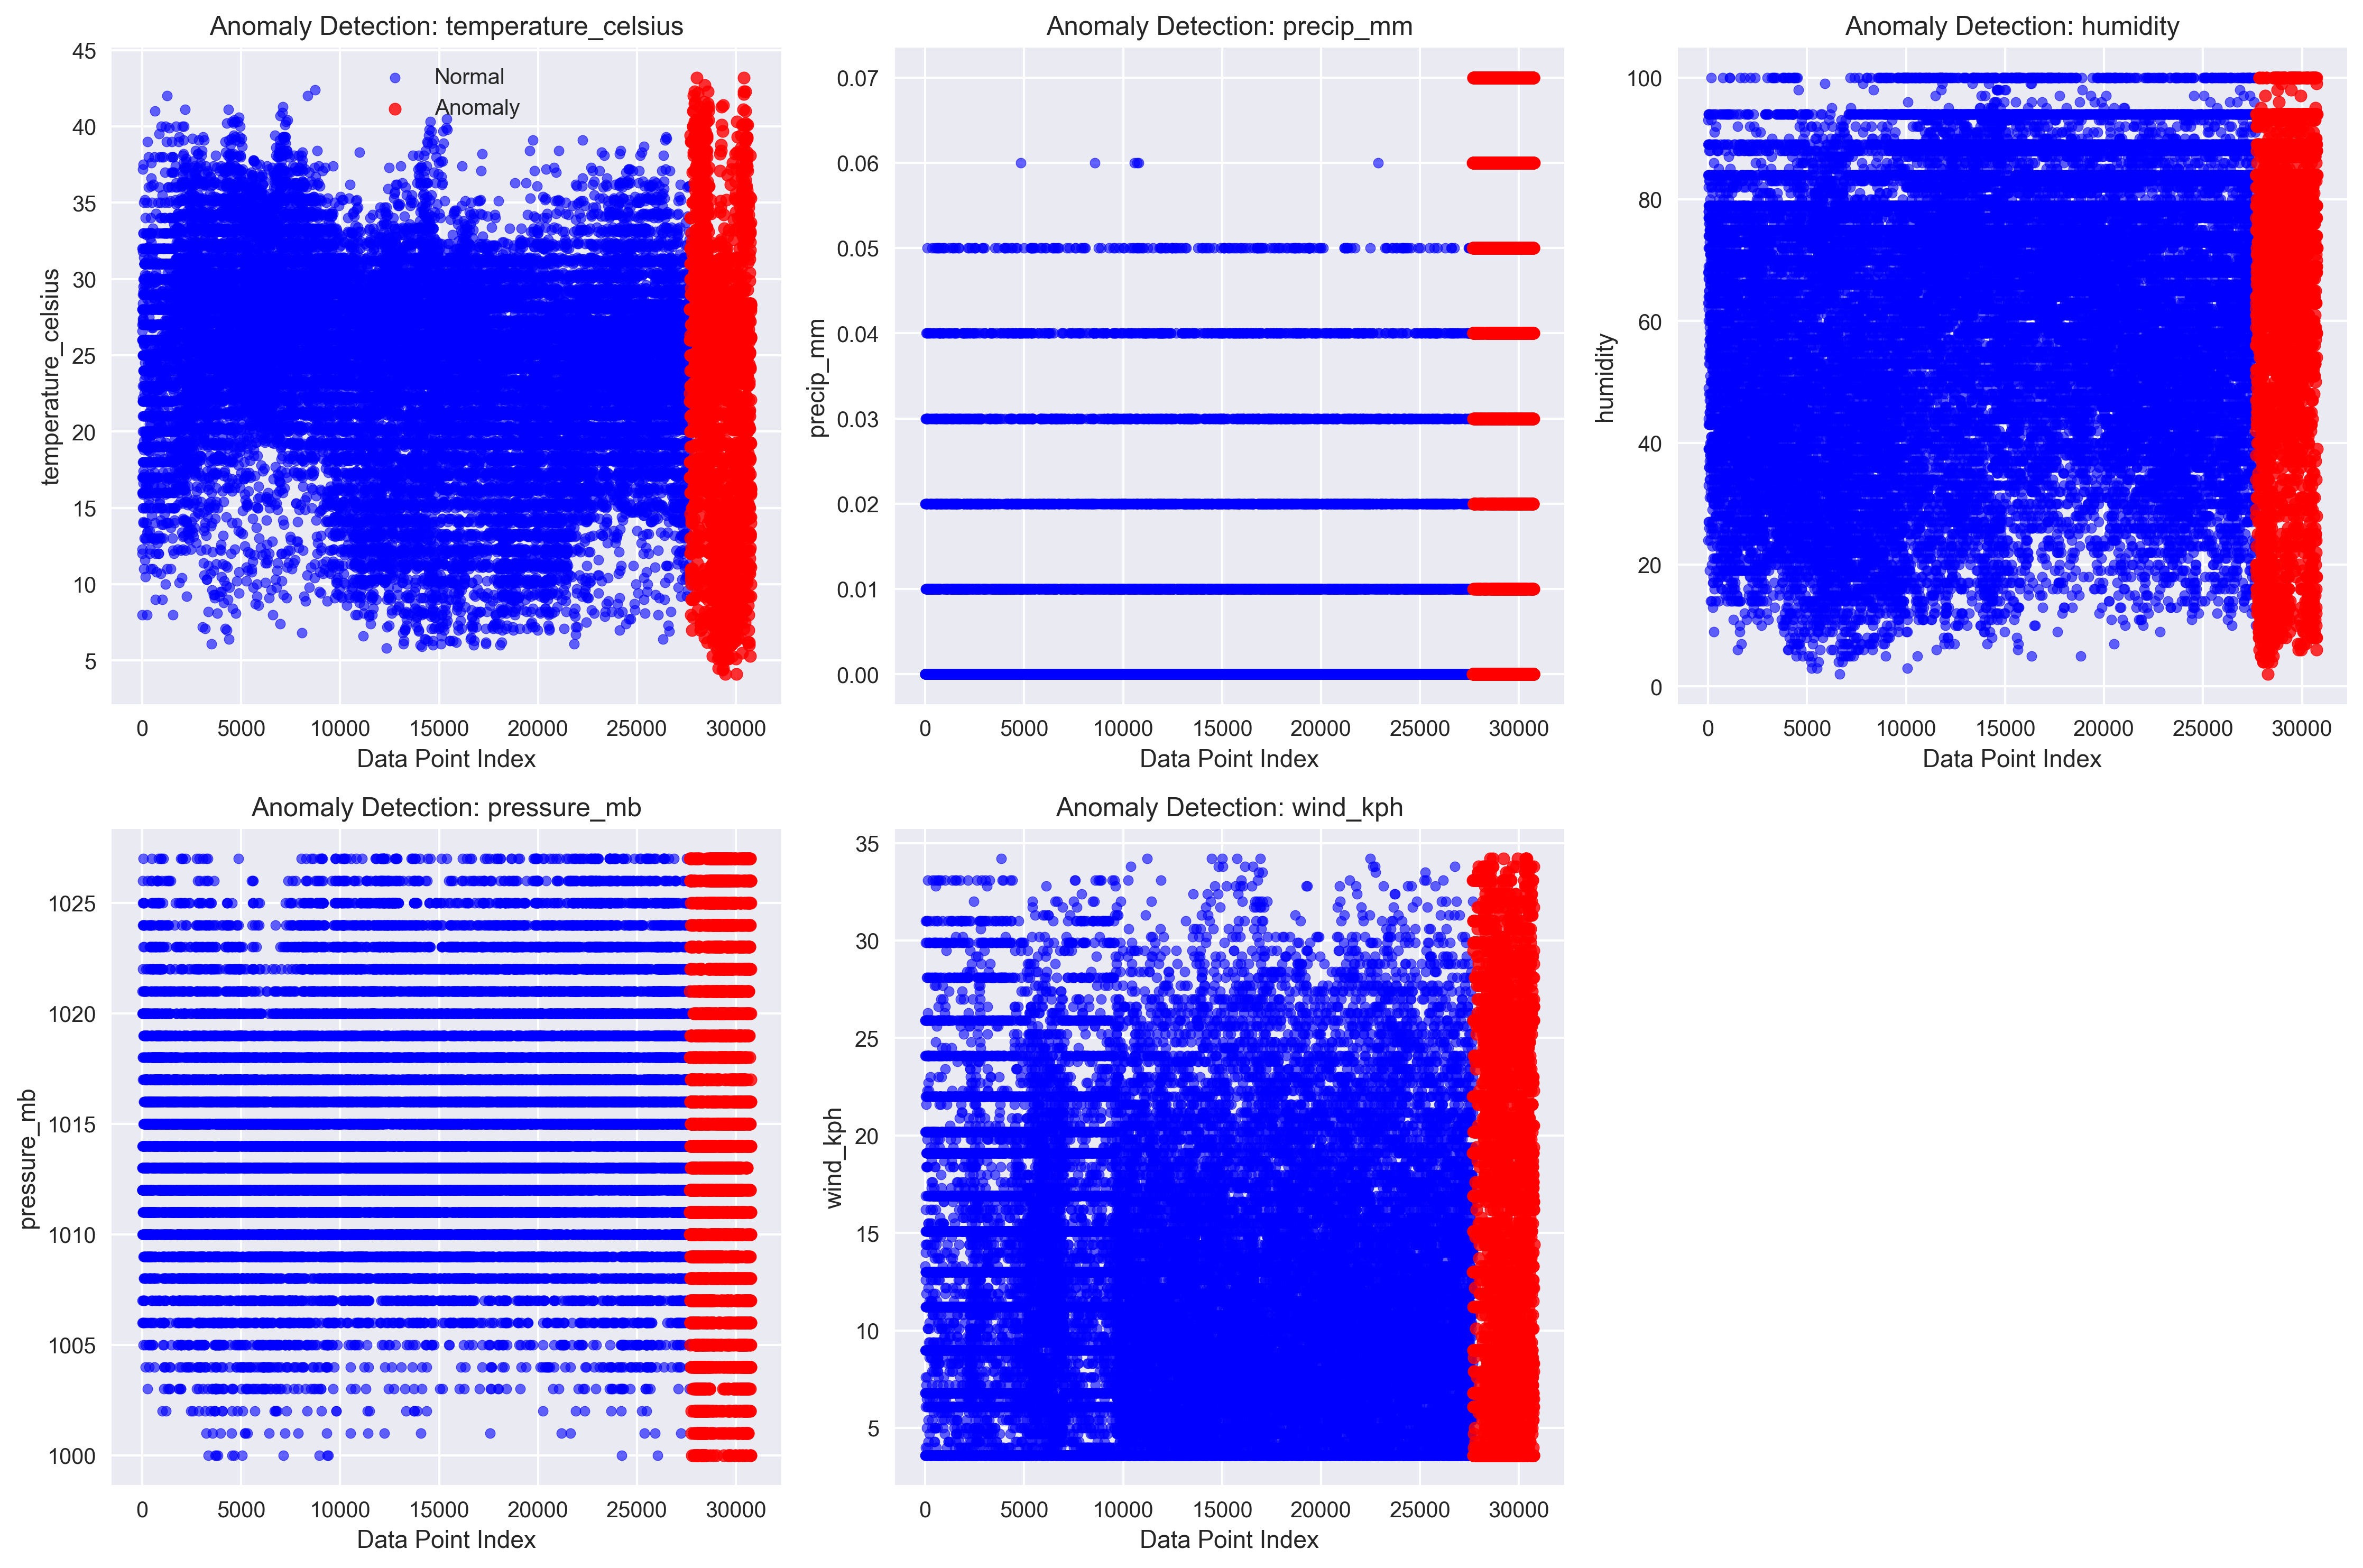 Anomaly Detection: temperature_celsius
45
40
35
30
25
20
15
10
5
temperature_celsius
Normal
Anomaly
0 5000 10000 15000 20000 25000 30000
Data Point Index
Anomaly Detection: precip_mm
0.07
0.06
0.05
0.04
0.03
0.02
0.01
0.00
precip_mm
0 5000 10000 15000 20000 25000 30000
Data Point Index
Anomaly Detection: humidity
100
80
60
40
20
0
humidity
0 5000 10000 15000 20000 25000 30000
Data Point Index
Anomaly Detection: pressure_mb
1025
1020
1015
1010
1005
1000
pressure_mb
0 5000 10000 15000 20000 25000 30000
Data Point Index
Anomaly Detection: wind_kph
35
30
25
20
15
10
5
wind_kph
0 5000 10000 15000 20000 25000 30000
Data Point Index